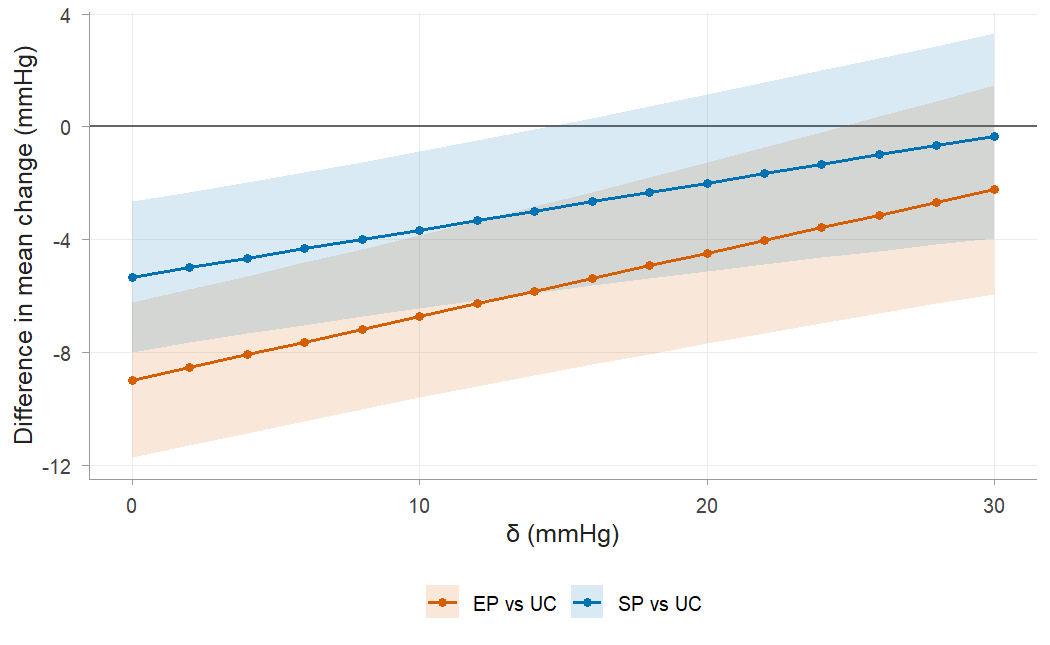 Difference in mean change (mmHg)
4
0
-4
-8
-12
0 10 20 30
δ (mmHg)
EP vs UC SP vs UC